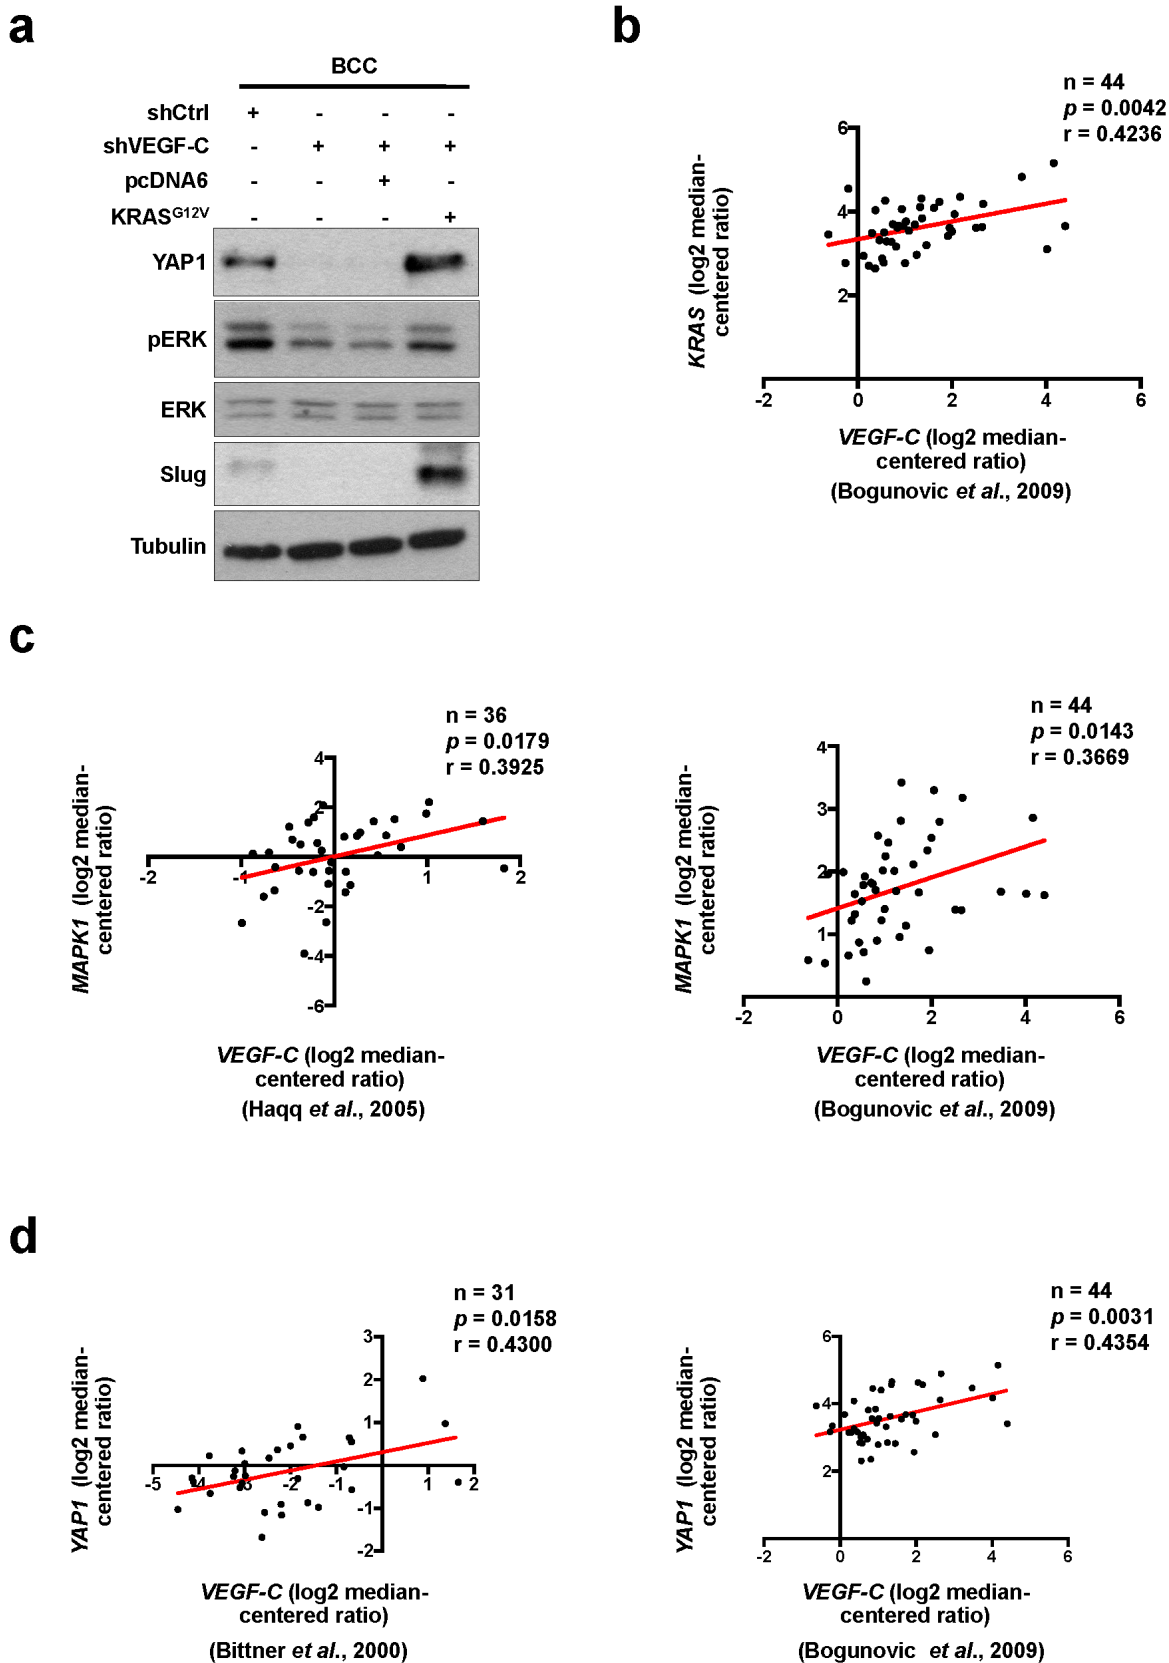 a
BCC
shCtrl + - - -
shVEGF-C - + + +
pcDNA6 - - + -
KRASG12V - - - +
YAP1
pERK
ERK
Slug
Tubulin
b
n = 44
p = 0.0042
r = 0.4236
KRAS (log2 median-
centered ratio)
6
4
2
-2 0 2 4 6
VEGF-C (log2 median-
centered ratio)
(Bogunovic et al., 2009)
c
n = 36
p = 0.0179
r = 0.3925
MAPK1 (log2 median-
centered ratio)
4
2
-2 -1 1 2
-2
-4
-6
VEGF-C (log2 median-
centered ratio)
(Haqq et al., 2005)
n = 44
p = 0.0143
r = 0.3669
MAPK1 (log2 median-
centered ratio)
4
3
2
1
-2 0 2 4 6
VEGF-C (log2 median-
centered ratio)
(Bogunovic et al., 2009)
d
n = 31
p = 0.0158
r = 0.4300
YAP1 (log2 median-
centered ratio)
3
2
1
-5 -4 -3 -2 -1 1 2
-1
-2
VEGF-C (log2 median-
centered ratio)
(Bittner et al., 2000)
n = 44
p = 0.0031
r = 0.4354
YAP1 (log2 median-
centered ratio)
6
4
2
-2 0 2 4 6
VEGF-C (log2 median-
centered ratio)
(Bogunovic et al., 2009)